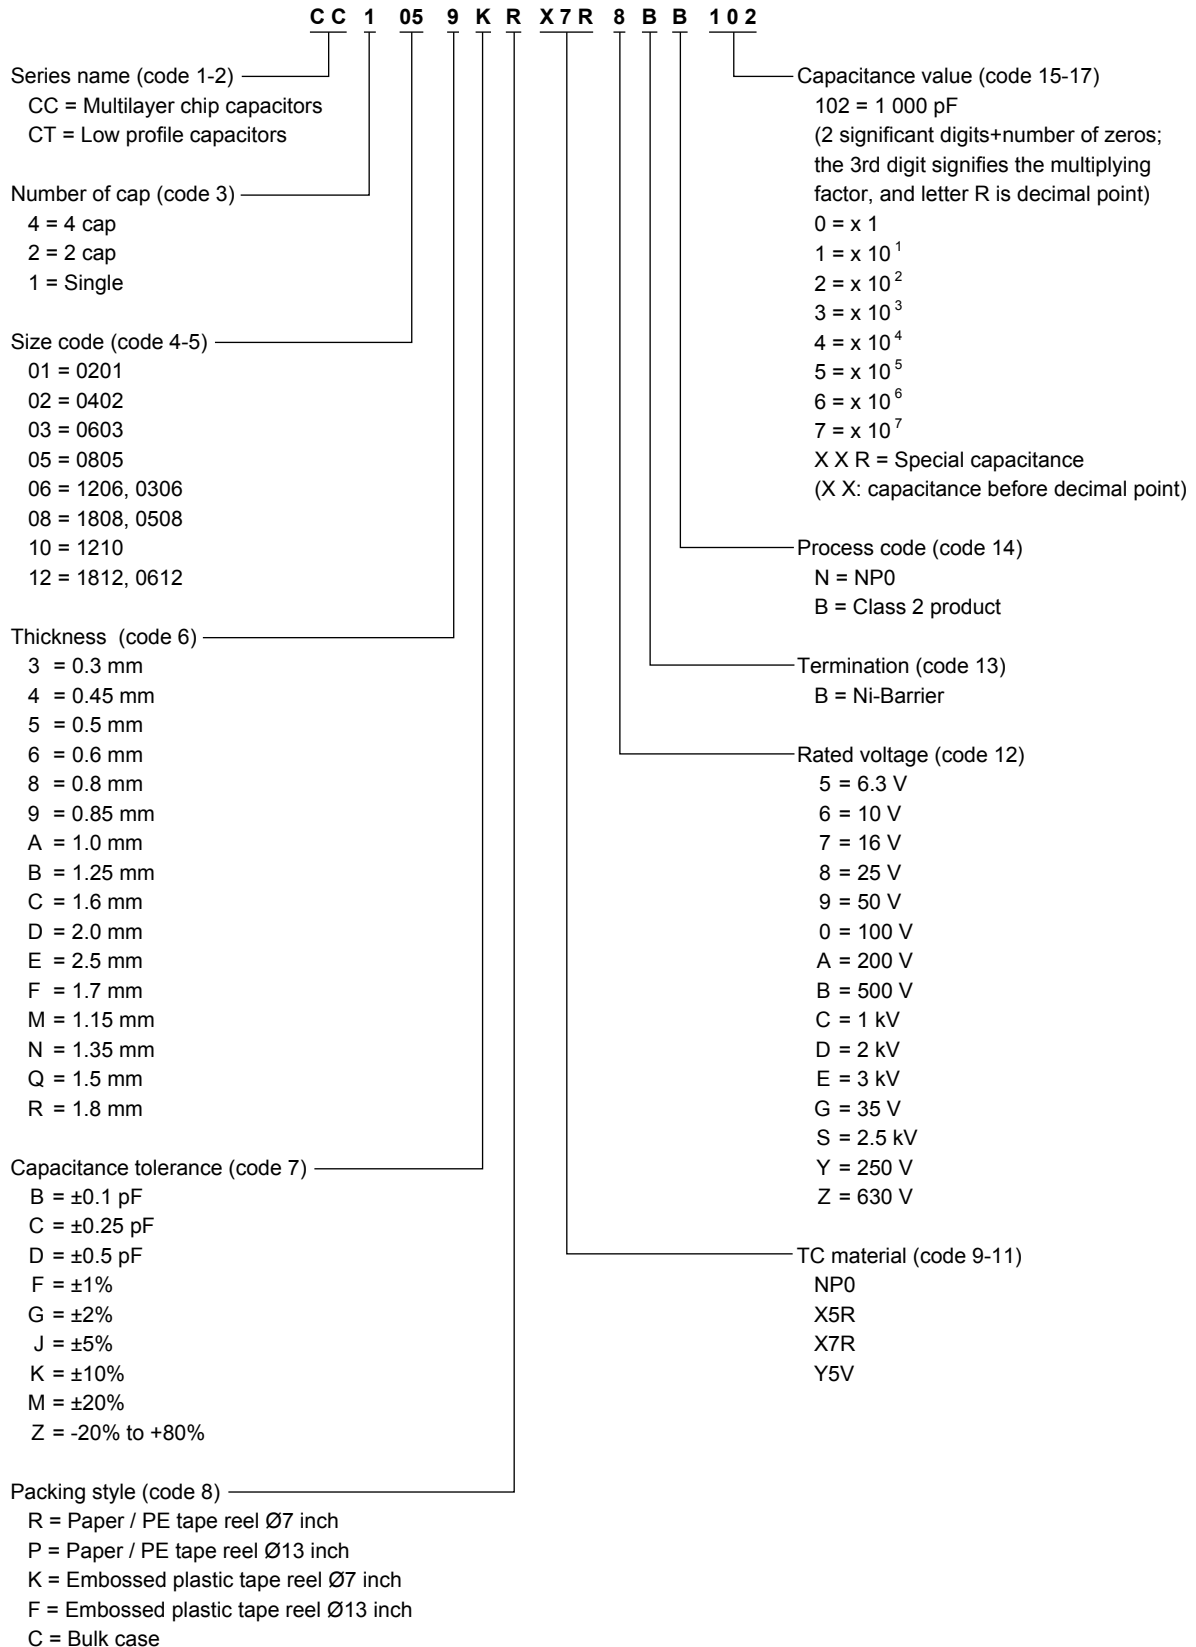 CC 1 05 9 K R X7R 8 B B 102
Series name (code 1-2)
CC = Multilayer chip capacitors
CT = Low profile capacitors
Number of cap (code 3)
4 = 4 cap
2 = 2 cap
1 = Single
Size code (code 4-5)
01 = 0201
02 = 0402
03 = 0603
05 = 0805
06 = 1206, 0306
08 = 1808, 0508
10 = 1210
12 = 1812, 0612
Thickness (code 6)
3 = 0.3 mm
4 = 0.45 mm
5 = 0.5 mm
6 = 0.6 mm
8 = 0.8 mm
9 = 0.85 mm
A = 1.0 mm
B = 1.25 mm
C = 1.6 mm
D = 2.0 mm
E = 2.5 mm
F = 1.7 mm
M = 1.15 mm
N = 1.35 mm
Q = 1.5 mm
R = 1.8 mm
Capacitance tolerance (code 7)
B = ±0.1 pF
C = ±0.25 pF
D = ±0.5 pF
F = ±1%
G = ±2%
J = ±5%
K = ±10%
M = ±20%
Z = -20% to +80%
Packing style (code 8)
R = Paper / PE tape reel Ø7 inch
P = Paper / PE tape reel Ø13 inch
K = Embossed plastic tape reel Ø7 inch
F = Embossed plastic tape reel Ø13 inch
C = Bulk case
Capacitance value (code 15-17)
102 = 1 000 pF
(2 significant digits+number of zeros;
the 3rd digit signifies the multiplying
factor, and letter R is decimal point)
0 = x 1
1 = x 10 1
2 = x 10 2
3 = x 10 3
4 = x 10 4
5 = x 10 5
6 = x 10 6
7 = x 10 7
X X R = Special capacitance
(X X: capacitance before decimal point)
Process code (code 14)
N = NP0
B = Class 2 product
Termination (code 13)
B = Ni-Barrier
Rated voltage (code 12)
5 = 6.3 V
6 = 10 V
7 = 16 V
8 = 25 V
9 = 50 V
0 = 100 V
A = 200 V
B = 500 V
C = 1 kV
D = 2 kV
E = 3 kV
G = 35 V
S = 2.5 kV
Y = 250 V
Z = 630 V
TC material (code 9-11)
NP0
X5R
X7R
Y5V